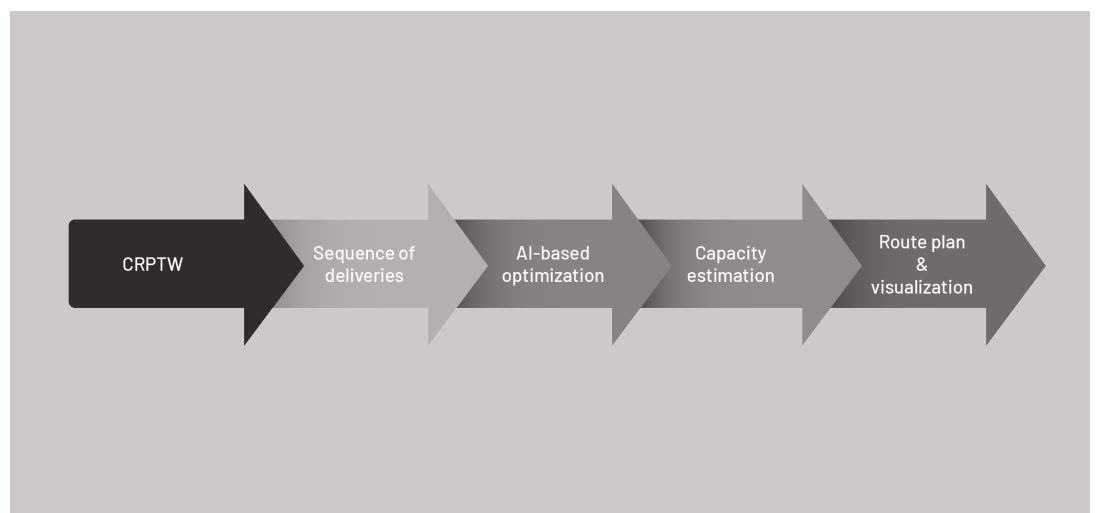 CRPTW
Sequence of
deliveries
AI-based
optimization
Capacity
estimation
Route plan
&
visualization